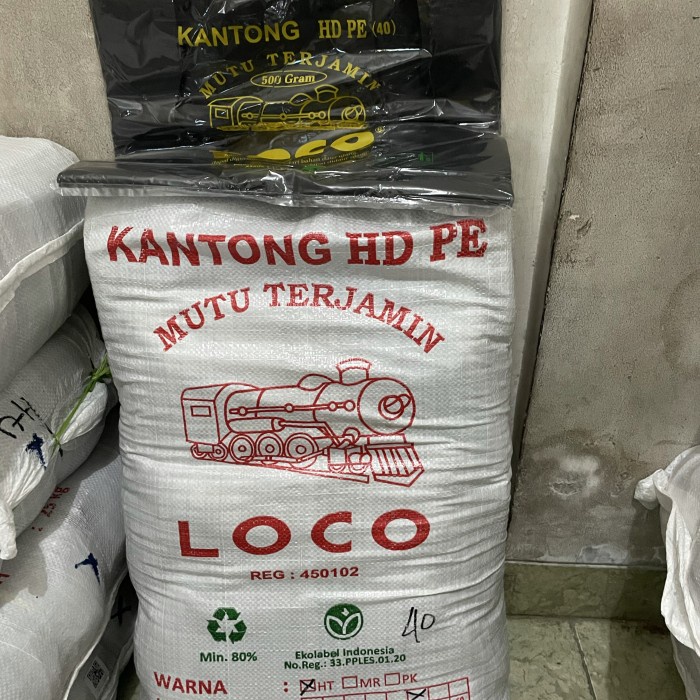 KANTONG HD PE (40)
MUTU TERJAMIN
500 Gram
LOCO
KANTONG HD PE
MUTU TERJAMIN
LOCO
REG : 450102
Min. 80%
Ekolabel Indonesia
No.Reg.: 33.PPLES.01.20
40
WARNA : HT MR PK